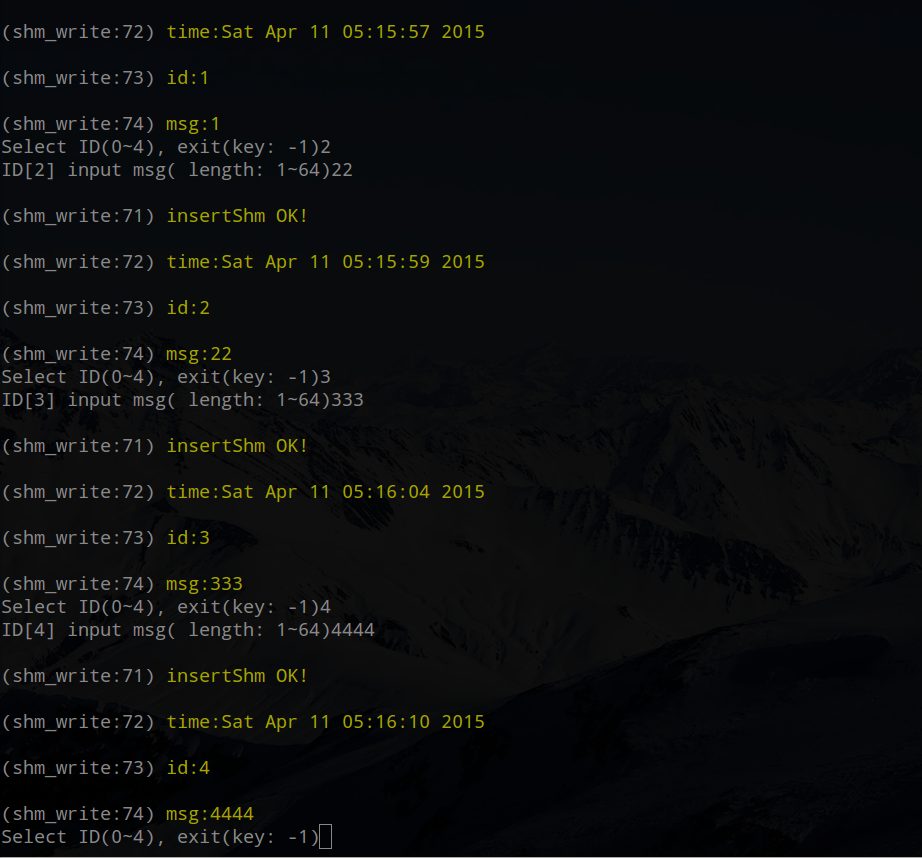 (shm_write:72) time:Sat Apr 11 05:15:57 2015
(shm_write:73) id:1
(shm_write:74) msg:1
Select ID(0~4), exit(key: -1)2
ID[2] input msg( length: 1~64)22
(shm_write:71) insertShm OK!
(shm_write:72) time:Sat Apr 11 05:15:59 2015
(shm_write:73) id:2
(shm_write:74) msg:22
Select ID(0~4), exit(key: -1)3
ID[3] input msg( length: 1~64)333
(shm_write:71) insertShm OK!
(shm_write:72) time:Sat Apr 11 05:16:04 2015
(shm_write:73) id:3
(shm_write:74) msg:333
Select ID(0~4), exit(key: -1)4
ID[4] input msg( length: 1~64)4444
(shm_write:71) insertShm OK!
(shm_write:72) time:Sat Apr 11 05:16:10 2015
(shm_write:73) id:4
(shm_write:74) msg:4444
Select ID(0~4), exit(key: -1)